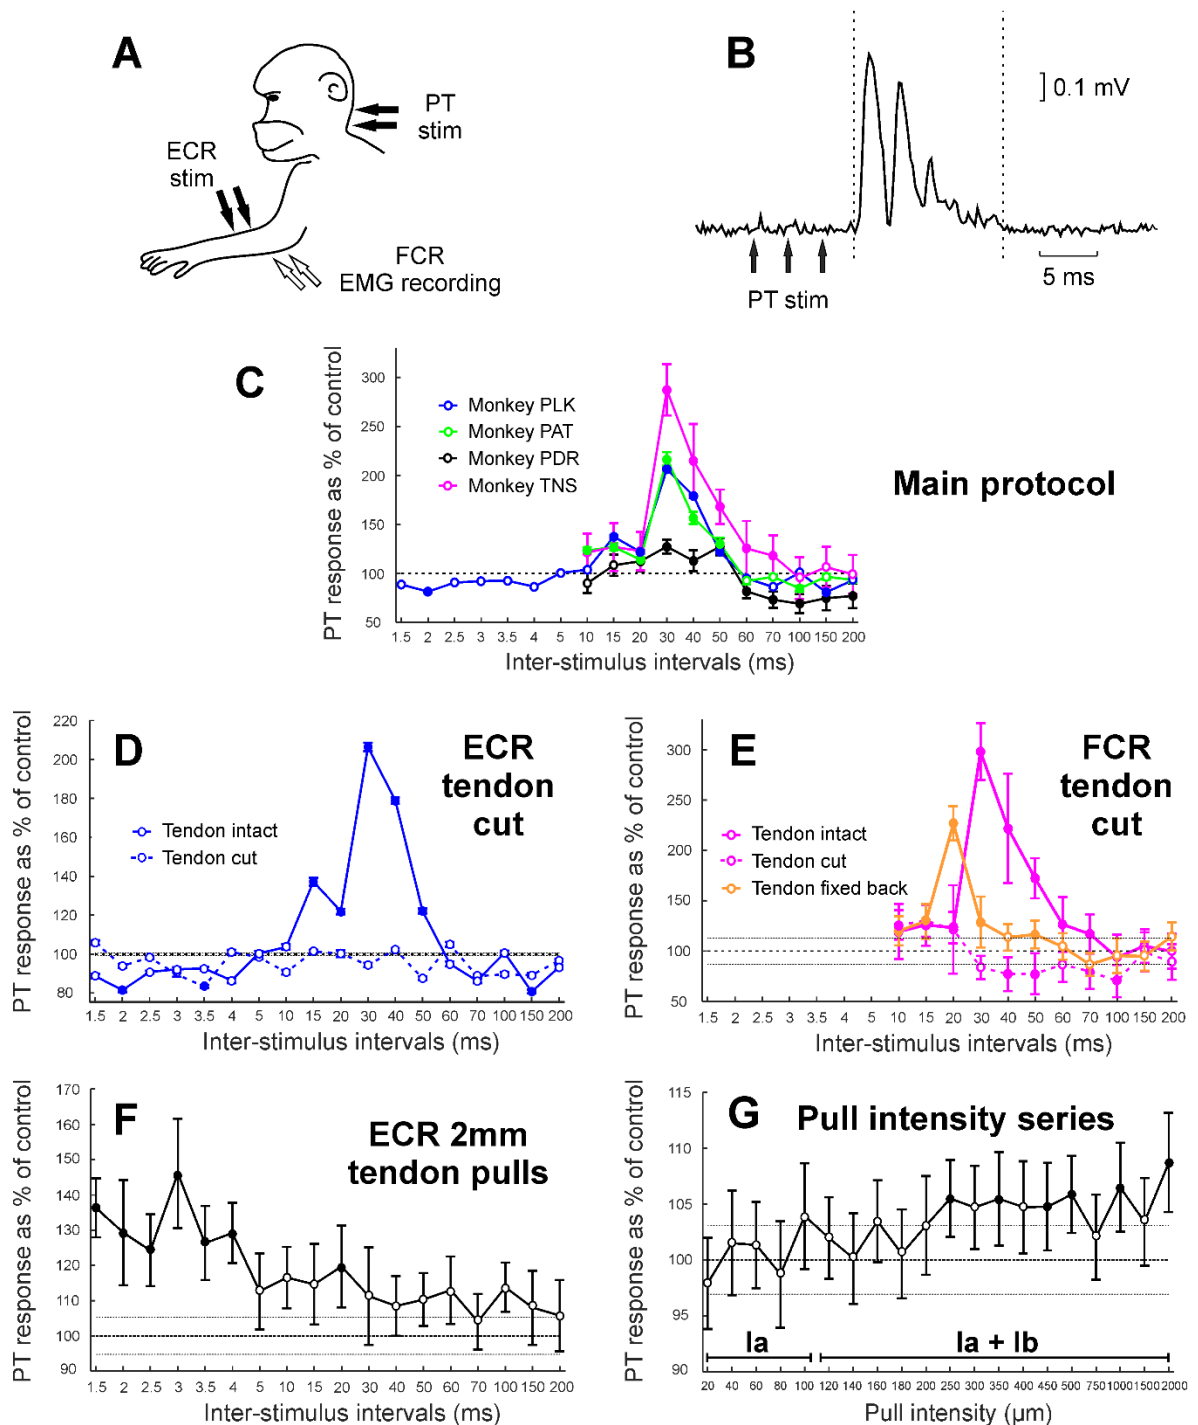 A
PT
stim
ECR
stim
FCR
EMG recording
B
0.1 mV
5 ms
PT stim
C
PT response as % of control
300
250
200
150
100
50
Monkey PLK
Monkey PAT
Monkey PDR
Monkey TNS
Main protocol
1.5 2 2.5 3 3.5 4 5 10 15 20 30 40 50 60 70 100 150 200
Inter-stimulus intervals (ms)
D
ECR
tendon
cut
PT response as % of control
220
200
180
160
140
120
100
80
Tendon intact
Tendon cut
1.5 2 2.5 3 3.5 4 5 10 15 20 30 40 50 60 70 100 150 200
Inter-stimulus intervals (ms)
E
FCR
tendon
cut
PT response as % of control
300
250
200
150
100
50
Tendon intact
Tendon cut
Tendon fixed back
1.5 2 2.5 3 3.5 4 5 10 15 20 30 40 50 60 70 100 150 200
Inter-stimulus intervals (ms)
F
ECR 2mm
tendon pulls
PT response as % of control
170
160
150
140
130
120
110
100
90
1.5 2 2.5 3 3.5 4 5 10 15 20 30 40 50 60 70 100 150 200
Inter-stimulus intervals (ms)
G
Pull intensity series
PT response as % of control
115
110
105
100
95
90
Ia
Ia + Ib
20 40 60 80 100 120 140 160 180 200 250 300 350 400 450 500 750 1000 1500 2000
Pull intensity (µm)